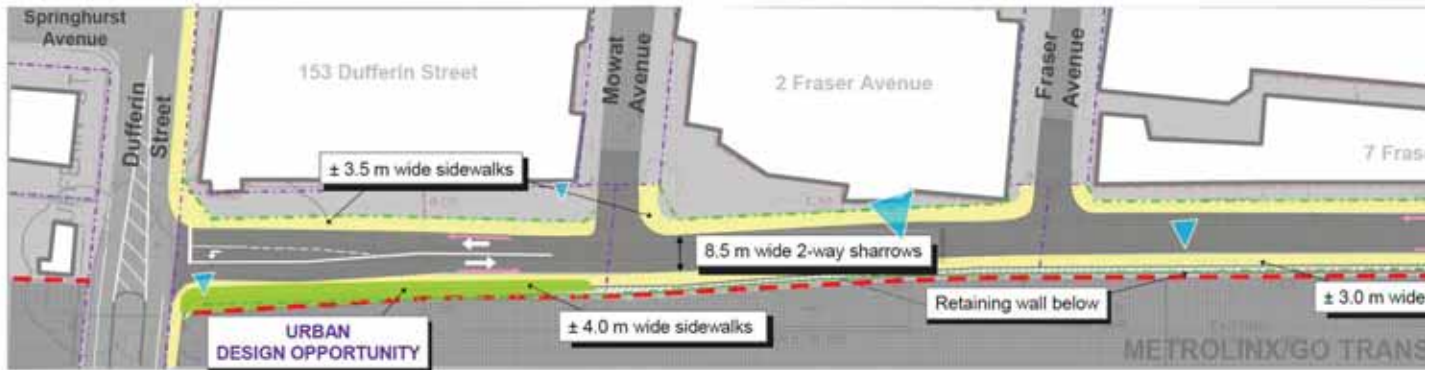 Springhurst
Avenue
153 Dufferin Street
Mowat
Avenue
2 Fraser Avenue
Fraser
Avenue
Dufferin
Street
± 3.5 m wide sidewalks
7 Fras
8.5 m wide 2-way sharrows
Retaining wall below
± 3.0 m wide
± 4.0 m wide sidewalks
URBAN
DESIGN OPPORTUNITY
METROLINX/GO TRANS